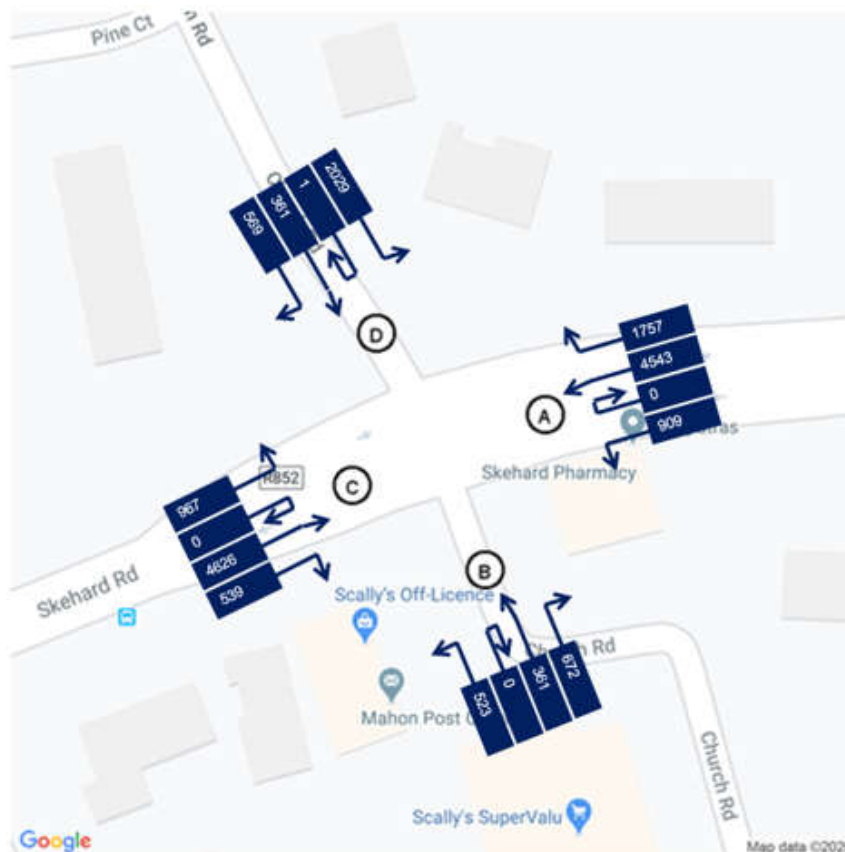 Pine Ct
Rd
2029
1
361
569
D
1757
4543
0
909
A
Skehard Pharmacy
R852
C
967
0
4626
539
Skehard Rd
B
Scally's Off-Licence
Church Rd
672
361
0
523
Mahon Post
Church Rd
Scally's SuperValu
Google
Map data ©202